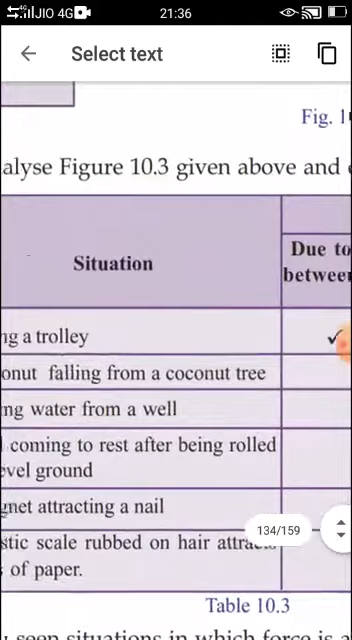 JIO 4G
21:36
Select text
Fig. 1
alyse Figure 10.3 given above and
Situation
Due to
between
ng a trolley
✓
onut falling from a coconut tree
ng water from a well
coming to rest after being rolled
evel ground
gnet attracting a nail
134/159
stic scale rubbed on hair attra
of paper.
Table 10.3
seen situations in which force is a